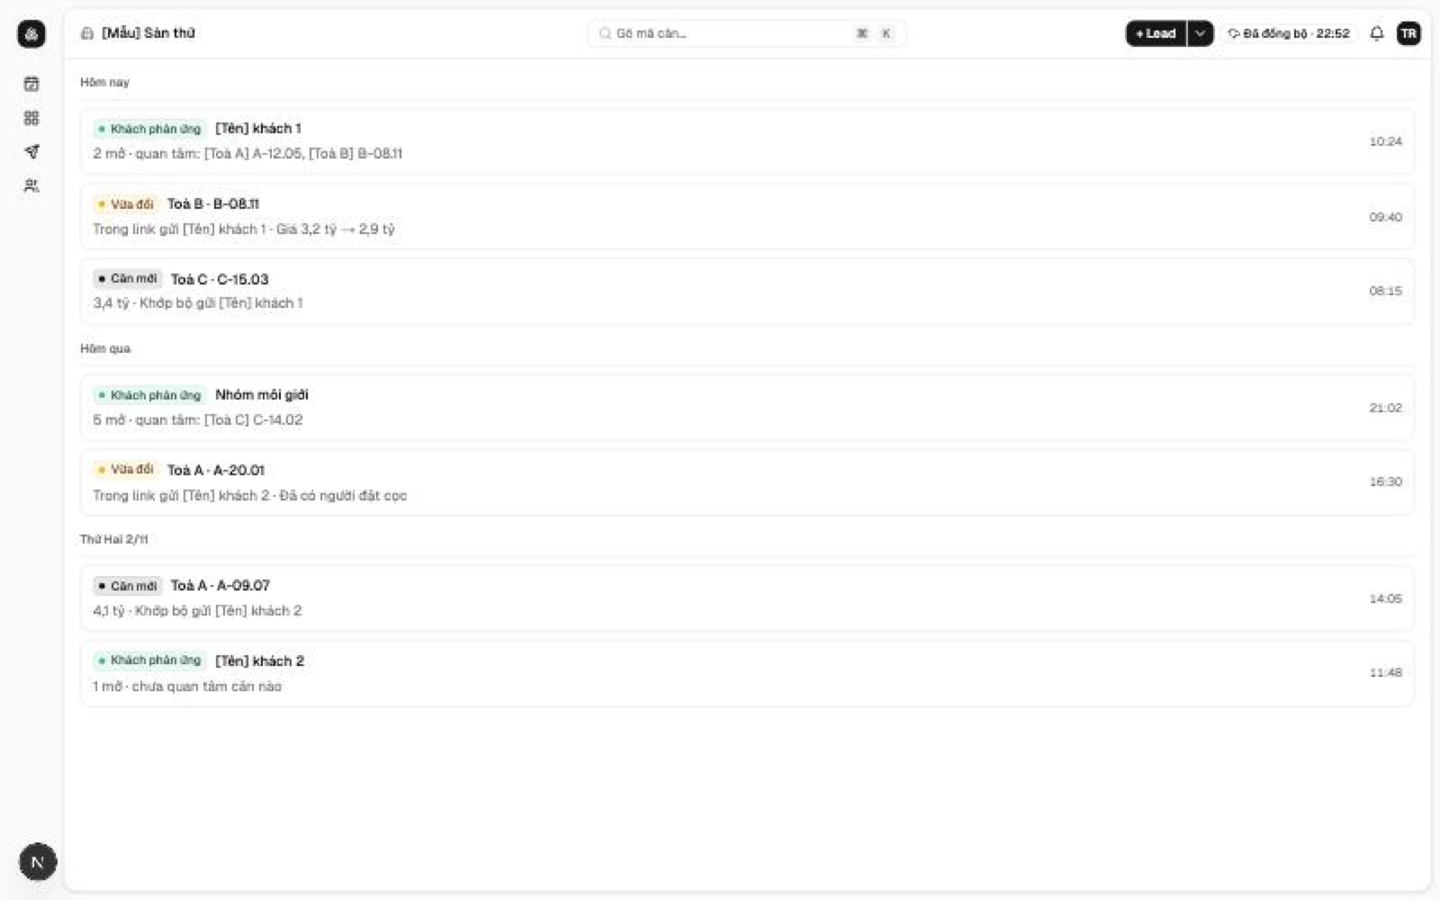 [Mẫu] Sàn thử
Gõ mã căn...
⌘ K
+ Lead
Đã đồng bộ · 22:52
TR
Hôm nay
Khách phản ứng [Tên] khách 1
2 mở · quan tâm: [Toà A] A-12.05, [Toà B] B-08.11
10:24
Vừa đổi Toà B · B-08.11
Trong link gửi [Tên] khách 1 · Giá 3,2 tỷ → 2,9 tỷ
09:40
Căn mới Toà C · C-15.03
3,4 tỷ · Khớp bộ gửi [Tên] khách 1
08:15
Hôm qua
Khách phản ứng Nhóm môi giới
5 mở · quan tâm: [Toà C] C-14.02
21:02
Vừa đổi Toà A · A-20.01
Trong link gửi [Tên] khách 2 · Đã có người đặt cọc
16:30
Thứ Hai 2/11
Căn mới Toà A · A-09.07
4,1 tỷ · Khớp bộ gửi [Tên] khách 2
14:05
Khách phản ứng [Tên] khách 2
1 mở · chưa quan tâm căn nào
11:48
N